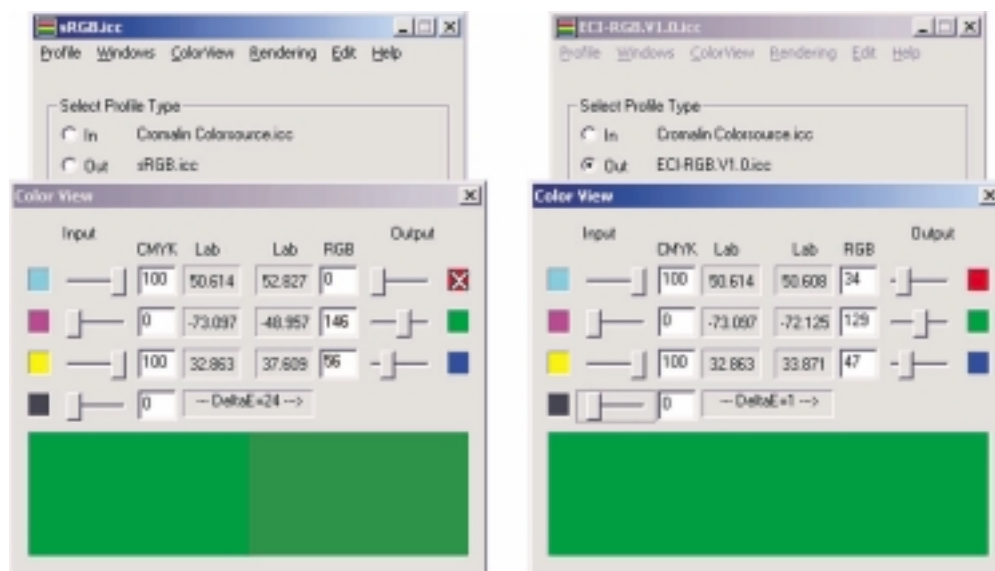 sRGB.icc
Profile Windows ColorView Rendering Edit Help
Select Profile Type
In Cromalin Colorsource.icc
Out sRGB.icc
Color View
Input Output
CMYK Lab Lab RGB
100 50.614 52.827 0
0 -73.097 -48.957 146
100 32.863 37.609 56
0 -- DeltaE=24 -->
ECI-RGB.V1.0.icc
Profile Windows ColorView Rendering Edit Help
Select Profile Type
In Cromalin Colorsource.icc
Out ECI-RGB.V1.0.icc
Color View
Input Output
CMYK Lab Lab RGB
100 50.614 50.608 34
0 -73.097 -72.125 129
100 32.863 33.871 47
0 -- DeltaE=1 -->